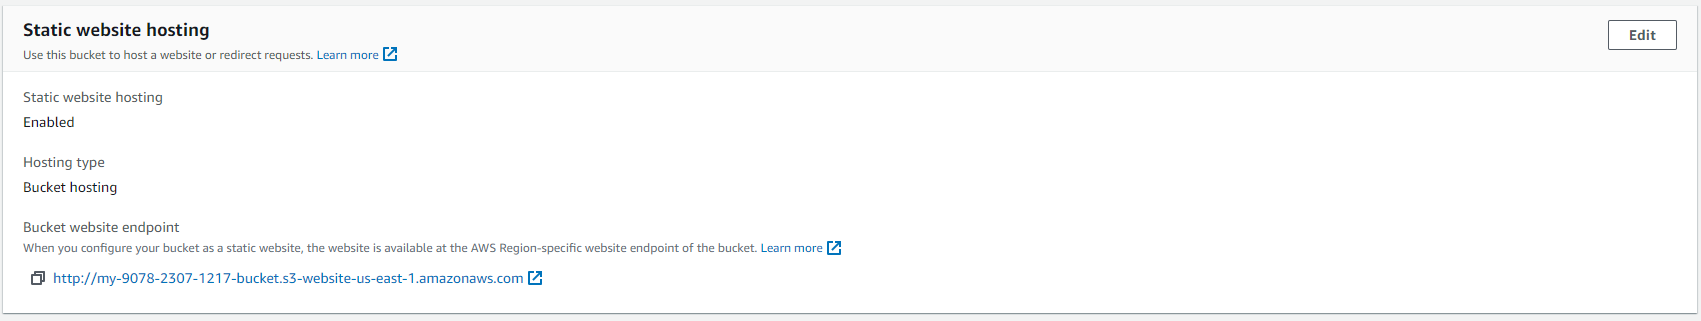 Static website hosting
Edit
Use this bucket to host a website or redirect requests. Learn more
Static website hosting
Enabled
Hosting type
Bucket hosting
Bucket website endpoint
When you configure your bucket as a static website, the website is available at the AWS Region-specific website endpoint of the bucket. Learn more
http://my-9078-2307-1217-bucket.s3-website-us-east-1.amazonaws.com